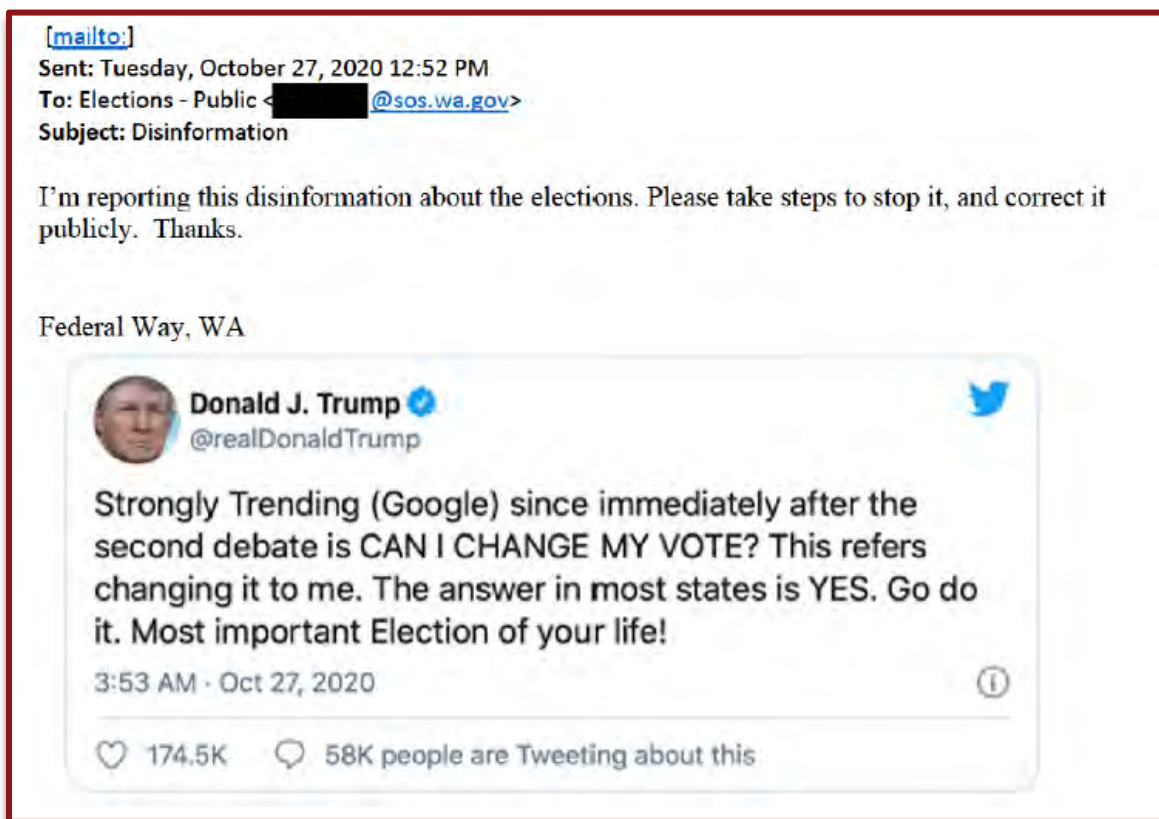 [mailto:]
Sent: Tuesday, October 27, 2020 12:52 PM
To: Elections - Public < @sos.wa.gov>
Subject: Disinformation
I'm reporting this disinformation about the elections. Please take steps to stop it, and correct it
publicly.  Thanks.
Federal Way, WA
Donald J. Trump
@realDonaldTrump
Strongly Trending (Google) since immediately after the
second debate is CAN I CHANGE MY VOTE? This refers
changing it to me. The answer in most states is YES. Go do
it. Most important Election of your life!
3:53 AM · Oct 27, 2020
174.5K 58K people are Tweeting about this